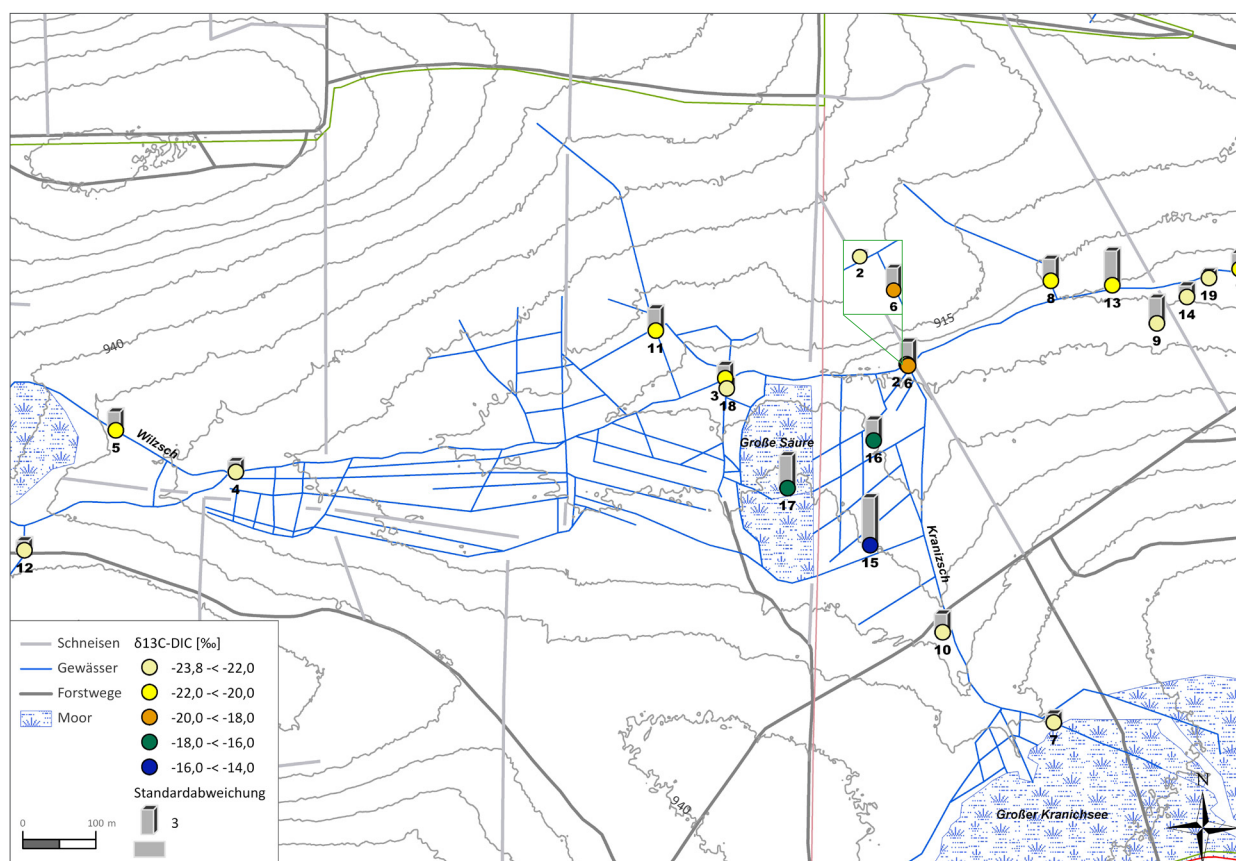 2
6
915
8
13
9
14
19
940
11
3
18
2
6
5
Wilzsch
4
Große Säure
16
17
15
Kranizsch
12
10
7
940
Großer Kranichsee
N
Schneisen
Gewässer
Forstwege
Moor
δ13C-DIC [‰]
-23,8 -< -22,0
-22,0 -< -20,0
-20,0 -< -18,0
-18,0 -< -16,0
-16,0 -< -14,0
Standardabweichung
3
0 100 m